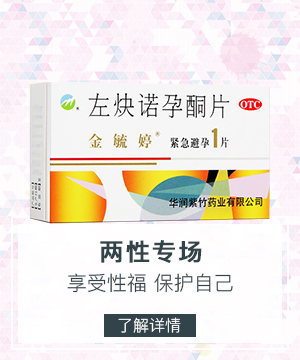 左炔诺孕酮片
OTC
金毓婷®
紧急避孕1片
华润紫竹药业有限公司
两性专场
享受性福 保护自己
了解详情